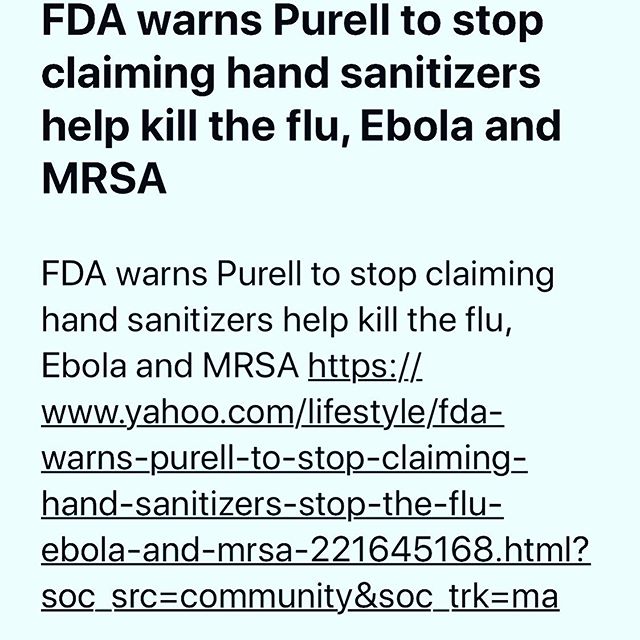 FDA warns Purell to stop
claiming hand sanitizers
help kill the flu, Ebola and
MRSA
FDA warns Purell to stop claiming
hand sanitizers help kill the flu,
Ebola and MRSA https://
www.yahoo.com/lifestyle/fda-
warns-purell-to-stop-claiming-
hand-sanitizers-stop-the-flu-
ebola-and-mrsa-221645168.html?
soc_src=community&soc_trk=ma